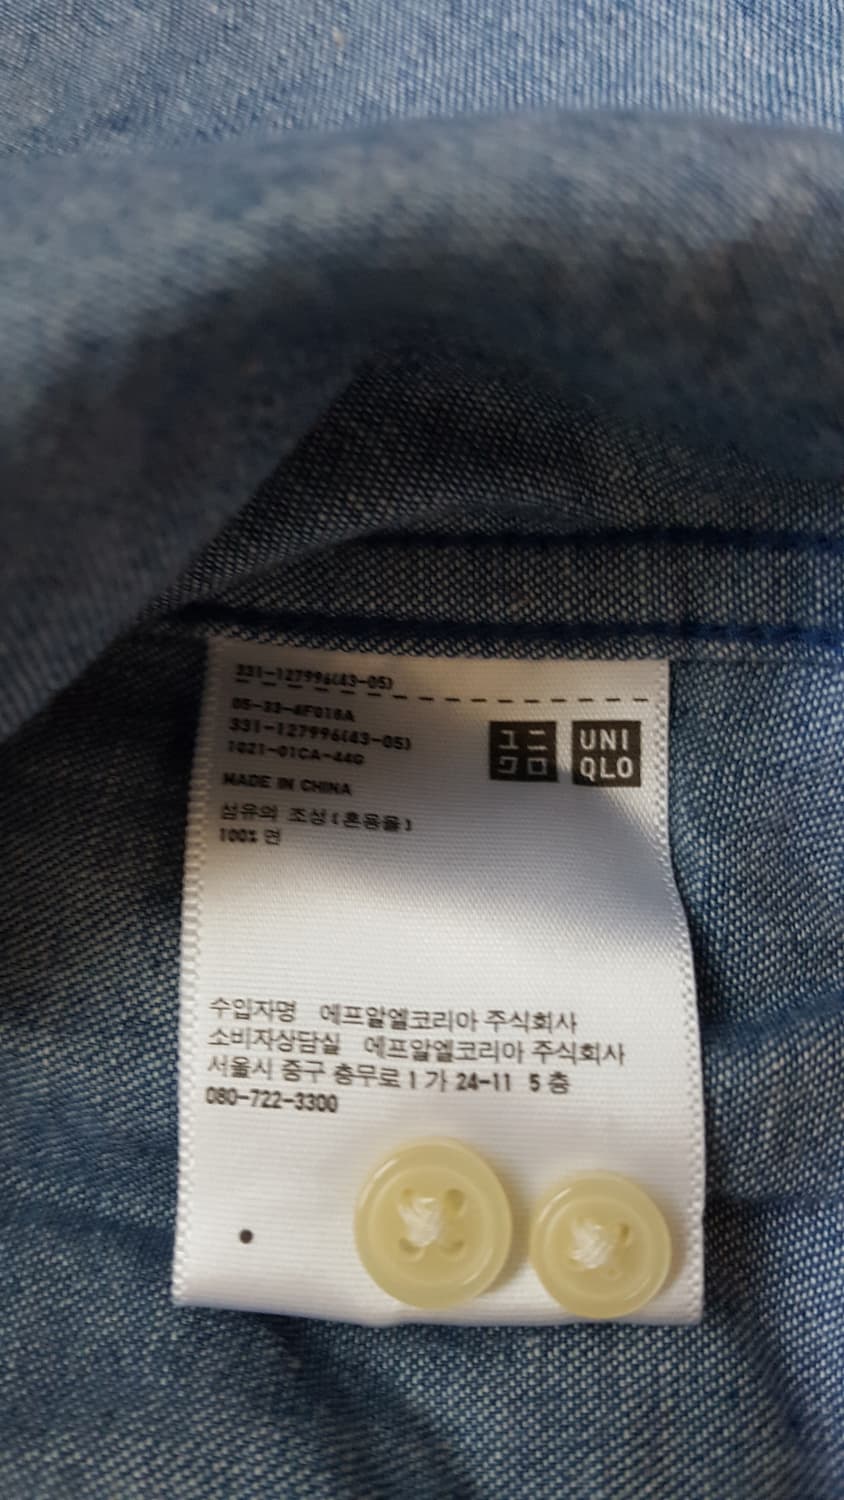 331-127996(43-05)
05-33-4F018A
331-127996(43-05)
1021-01CA-44G
ユニ
クロ
UNI
QLO
MADE IN CHINA
섬유의 조성(혼용율)
100% 면
수입자명 에프알엘코리아 주식회사
소비자상담실 에프알엘코리아 주식회사
서울시 중구 충무로 1 가 24-11 5 층
080-722-3300